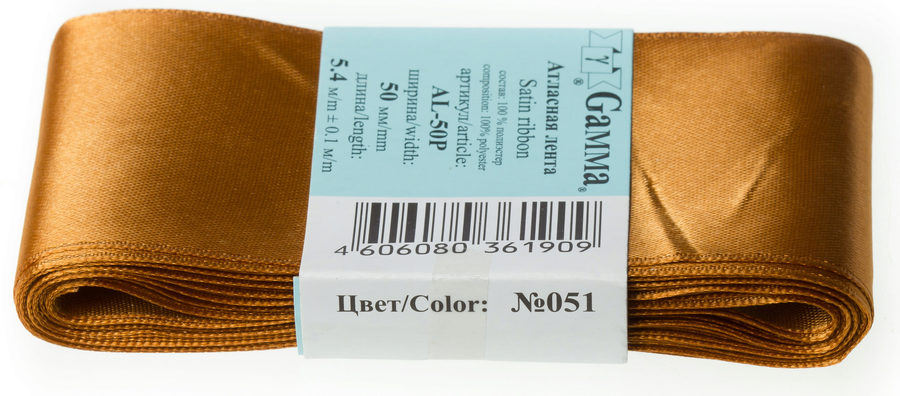 γ
®
Gамма®
Атласная лента
Satin ribbon
состав: 100 % полиэстер
composition: 100% polyester
артикул/article:
AL-50P
ширина/width:
50 мм/mm
длина/length:
5.4 м/m ± 0.1 м/m
4 606080 361909
Цвет/Color: №051